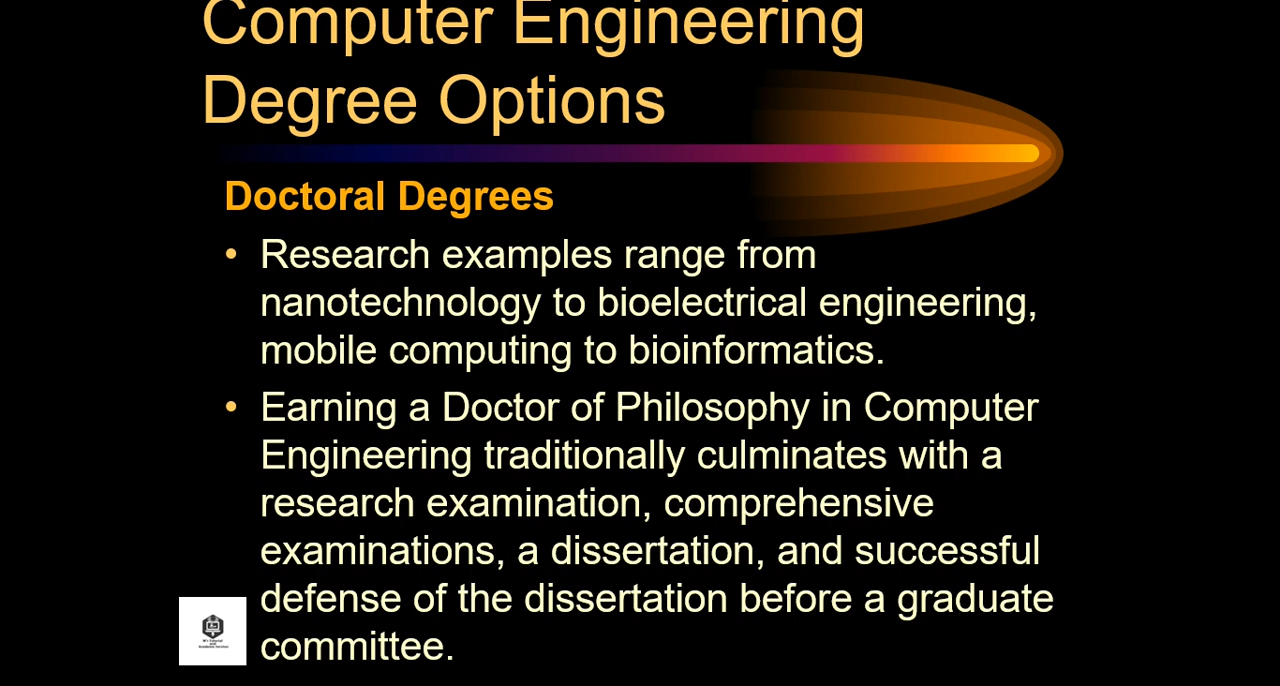 Computer Engineering
Degree Options
Doctoral Degrees
• Research examples range from
nanotechnology to bioelectrical engineering,
mobile computing to bioinformatics.
• Earning a Doctor of Philosophy in Computer
Engineering traditionally culminates with a
research examination, comprehensive
examinations, a dissertation, and successful
defense of the dissertation before a graduate
committee.